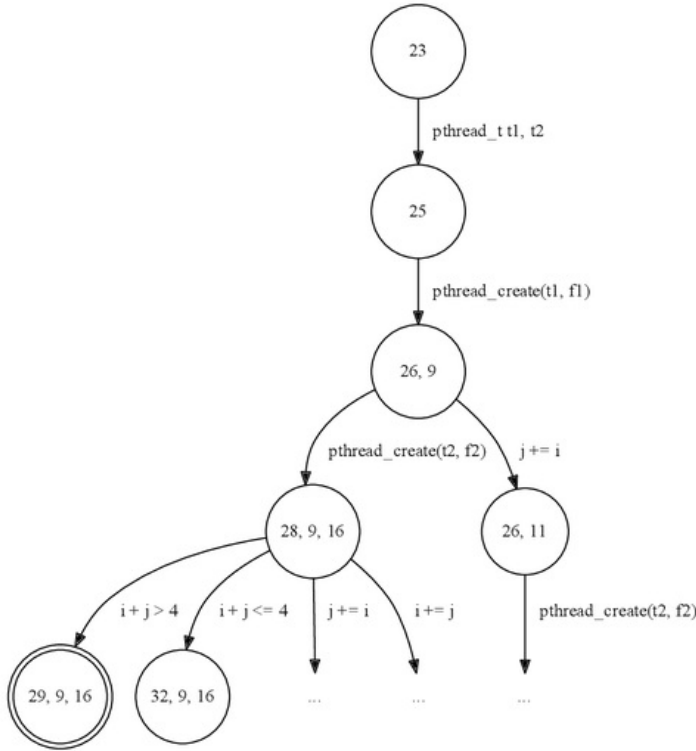 23
pthread_t t1, t2
25
pthread_create(t1, f1)
26, 9
pthread_create(t2, f2)
j += i
28, 9, 16
26, 11
i + j > 4
i + j <= 4
j += i
i += j
pthread_create(t2, f2)
29, 9, 16
32, 9, 16
...
...
...